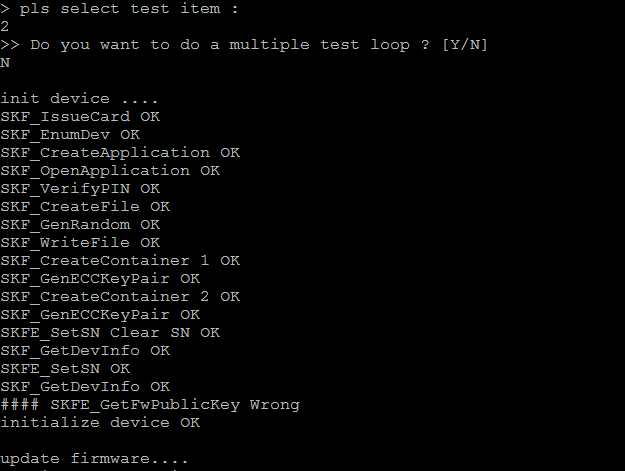 > pls select test item :
2
>> Do you want to do a multiple test loop ? [Y/N]
N
init device ....
SKF_IssueCard OK
SKF_EnumDev OK
SKF_CreateApplication OK
SKF_OpenApplication OK
SKF_VerifyPIN OK
SKF_CreateFile OK
SKF_GenRandom OK
SKF_WriteFile OK
SKF_CreateContainer 1 OK
SKF_GenECCKeyPair OK
SKF_CreateContainer 2 OK
SKF_GenECCKeyPair OK
SKFE_SetSN Clear SN OK
SKF_GetDevInfo OK
SKFE_SetSN OK
SKF_GetDevInfo OK
#### SKFE_GetFwPublicKey Wrong
initialize device OK
update firmware....